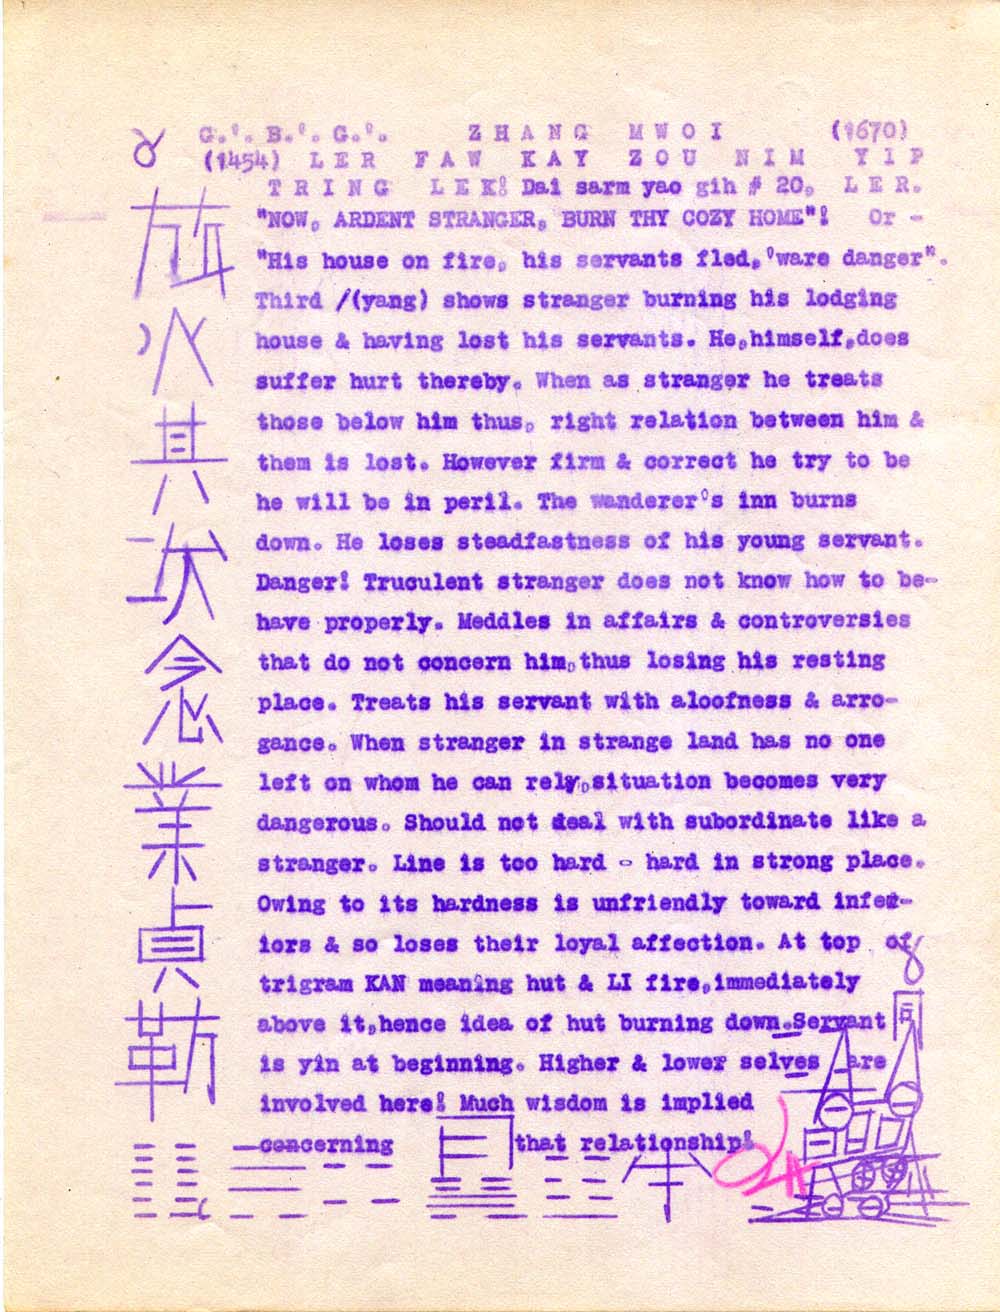 G.'. B.'. G.'. ZHANG MWOI (1670)
(1454) LER FAW KAY ZOU NIM YIP
TRING LEK! Dai sarm yao gih # 20, LER.
"NOW, ARDENT STRANGER, BURN THY COZY HOME"! Or -
"His house on fire, his servants fled,'ware danger".
Third /(yang) shows stranger burning his lodging
house & having lost his servants. He,himself,does
suffer hurt thereby. When as stranger he treats
those below him thus, right relation between him &
them is lost. However firm & correct he try to be
he will be in peril. The wanderer's inn burns
down. He loses steadfastness of his young servant.
Danger! Truculent stranger does not know how to be-
have properly. Meddles in affairs & controversies
that do not concern him,thus losing his resting
place. Treats his servant with aloofness & arro-
gance. When stranger in strange land has no one
left on whom he can rely,situation becomes very
dangerous. Should not deal with subordinate like a
stranger. Line is too hard - hard in strong place.
Owing to its hardness is unfriendly toward infer-
iors & so loses their loyal affection. At top of
trigram KAN meaning hut & LI fire,immediately
above it,hence idea of hut burning down.Servant
is yin at beginning. Higher & lower selves are
involved here! Much wisdom is implied
concerning that relationship!
旅火其次念業貞勒